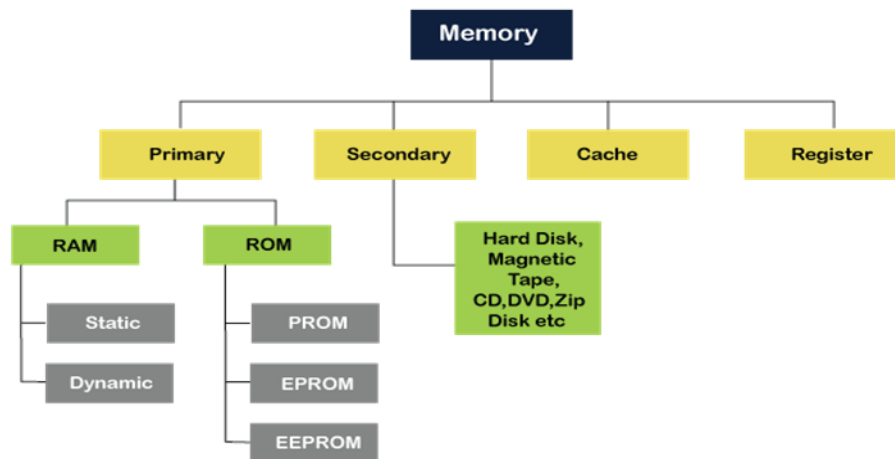 Memory
Primary
Secondary
Cache
Register
RAM
ROM
Hard Disk,
Magnetic
Tape,
CD,DVD,Zip
Disk etc
Static
PROM
Dynamic
EPROM
EEPROM